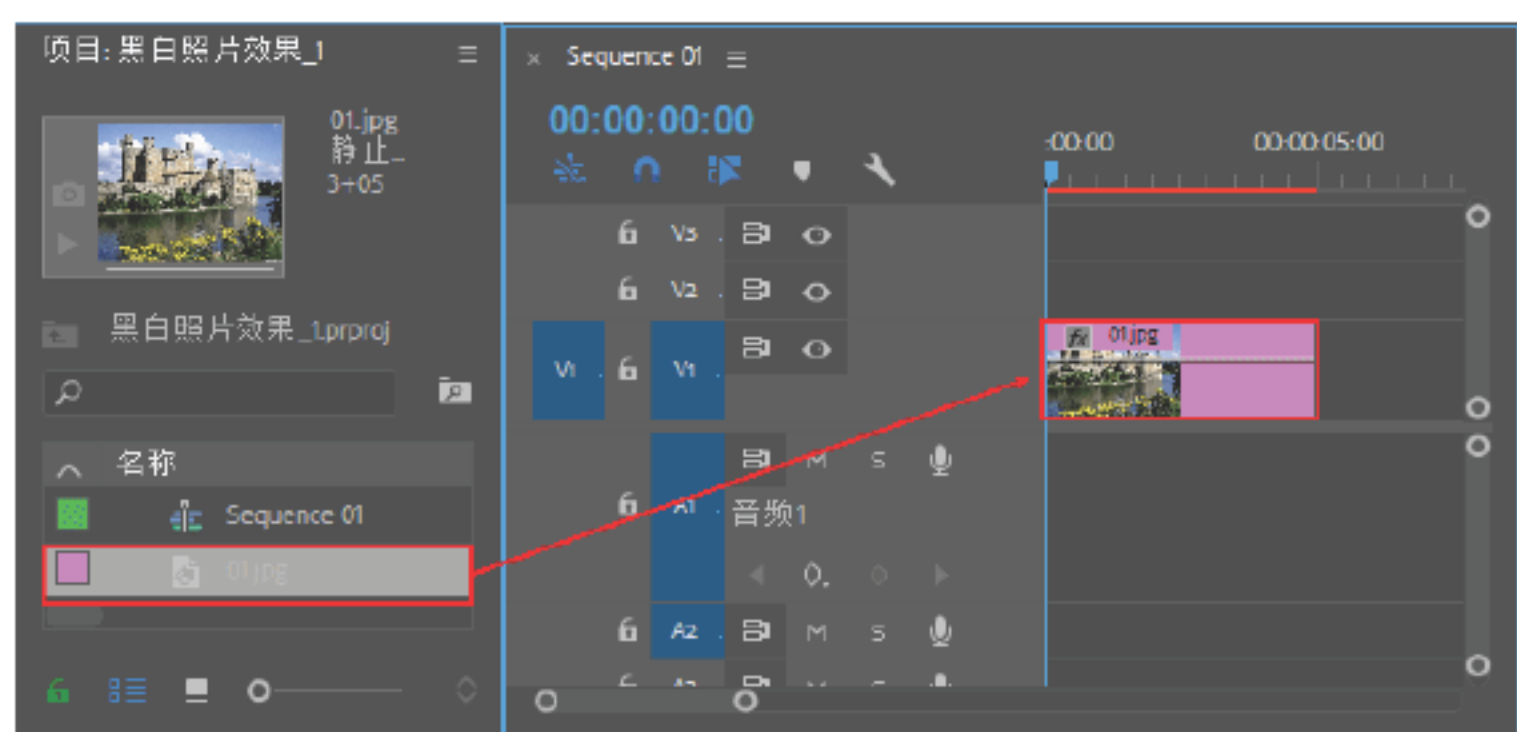 项目: 黑白照片效果_1
01.jpg
静止_
3+05
黑白照片效果_1.prproj
名称
Sequence 01
01.jpg
× Sequence 01
00:00:00:00
:00:00 00:00:05:00
V3
V2
V1 V1
01.jpg
M S
A1 音频1
A2 M S